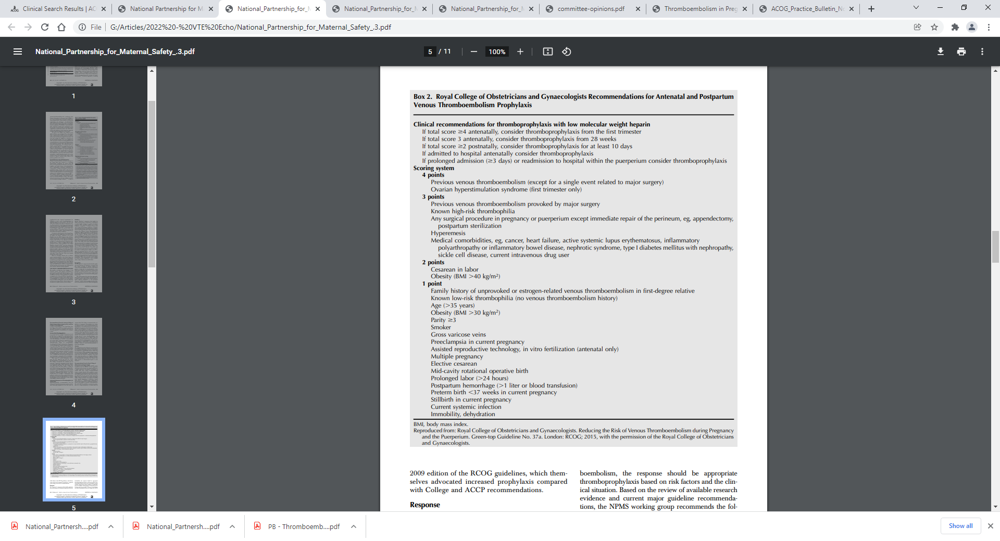 Clinical Search Results | AC
National Partnership for M
National_Partnership_for_
National_Partnership_for_
National_Partnership_for_
committee-opinions.pdf
Thromboembolism in Preg
ACOG_Practice_Bulletin_No
File
G:/Articles/2022%20-%20VTE%20Echo/National_Partnership_for_Maternal_Safety_.3.pdf
National_Partnership_for_Maternal_Safety_.3.pdf
5 / 11
100%
1
2
3
4
5
Box 2. Royal College of Obstetricians and Gynaecologists Recommendations for Antenatal and Postpartum
Venous Thromboembolism Prophylaxis
Clinical recommendations for thromboprophylaxis with low molecular weight heparin
If total score ≥4 antenatally, consider thromboprophylaxis from the first trimester
If total score 3 antenatally, consider thromboprophylaxis from 28 weeks
If total score ≥2 postnatally, consider thromboprophylaxis for at least 10 days
If admitted to hospital antenatally consider thromboprophylaxis
If prolonged admission (≥3 days) or readmission to hospital within the puerperium consider thromboprophylaxis
Scoring system
4 points
Previous venous thromboembolism (except for a single event related to major surgery)
Ovarian hyperstimulation syndrome (first trimester only)
3 points
Previous venous thromboembolism provoked by major surgery
Known high-risk thrombophilia
Any surgical procedure in pregnancy or puerperium except immediate repair of the perineum, eg, appendectomy,
postpartum sterilization
Hyperemesis
Medical comorbidities, eg, cancer, heart failure, active systemic lupus erythematosus, inflammatory
polyarthropathy or inflammatory bowel disease, nephrotic syndrome, type I diabetes mellitus with nephropathy,
sickle cell disease, current intravenous drug user
2 points
Cesarean in labor
Obesity (BMI >40 kg/m²)
1 point
Family history of unprovoked or estrogen-related venous thromboembolism in first-degree relative
Known low-risk thrombophilia (no venous thromboembolism history)
Age (>35 years)
Obesity (BMI >30 kg/m²)
Parity ≥3
Smoker
Gross varicose veins
Preeclampsia in current pregnancy
Assisted reproductive technology, in vitro fertilization (antenatal only)
Multiple pregnancy
Elective cesarean
Mid-cavity rotational operative birth
Prolonged labor (>24 hours)
Postpartum hemorrhage (>1 liter or blood transfusion)
Preterm birth <37 weeks in current pregnancy
Stillbirth in current pregnancy
Current systemic infection
Immobility, dehydration
BMI, body mass index.
Reproduced from: Royal College of Obstetricians and Gynaecologists. Reducing the Risk of Venous Thromboembolism during Pregnancy
and the Puerperium. Green-top Guideline No. 37a. London: RCOG; 2015, with the permission of the Royal College of Obstetricians
and Gynaecologists.
2009 edition of the RCOG guidelines, which them-
selves advocated increased prophylaxis compared
with College and ACCP recommendations.
Response
boembolism, the response should be appropriate
thromboprophylaxis based on risk factors and the clin-
ical situation. Based on the review of available research
evidence and current major guideline recommenda-
tions, the NPMS working group recommends the fol-
National_Partnersh....pdf
National_Partnersh....pdf
PB - Thromboemb....pdf
Show all